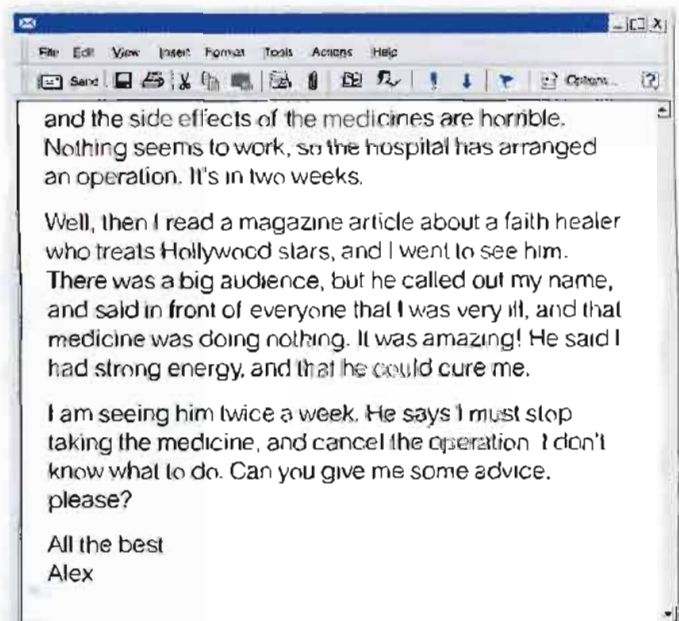 File Edit View Insert Format Tools Actions Help
Send Options...
and the side effects of the medicines are horrible.
Nothing seems to work, so the hospital has arranged
an operation. It's in two weeks.
Well, then I read a magazine article about a faith healer
who treats Hollywood stars, and I went to see him.
There was a big audience, but he called out my name,
and said in front of everyone that I was very ill, and that
medicine was doing nothing. It was amazing! He said I
had strong energy, and that he could cure me.
I am seeing him twice a week. He says I must stop
taking the medicine, and cancel the operation I don't
know what to do. Can you give me some advice,
please?
All the best
Alex